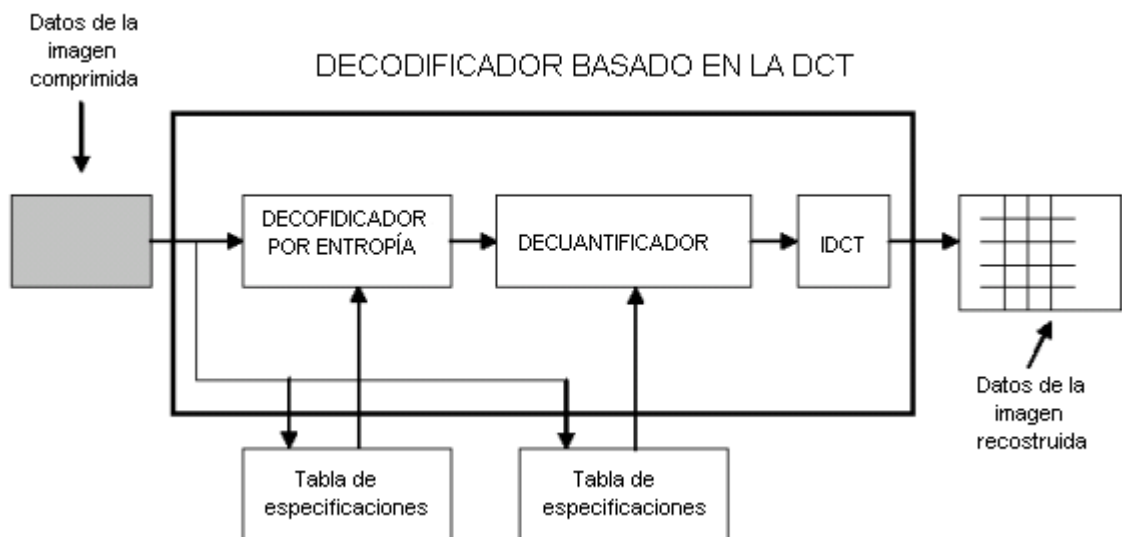 Datos de la
imagen
comprimida
DECODIFICADOR BASADO EN LA DCT
DECOFIDICADOR
POR ENTROPÍA
DECUANTIFICADOR
IDCT
Datos de la
imagen
recostruida
Tabla de
especificaciones
Tabla de
especificaciones